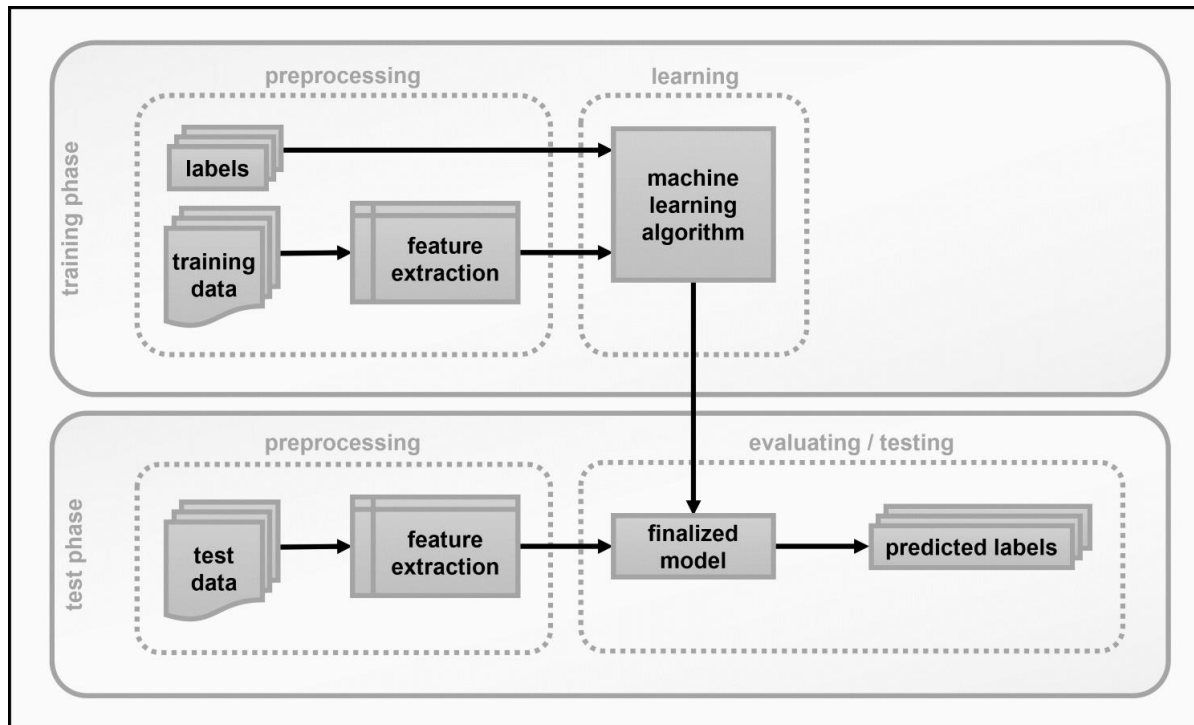 preprocessing
learning
training phase
labels
machine
learning
algorithm
training
data
feature
extraction
preprocessing
evaluating / testing
test phase
test
data
feature
extraction
finalized
model
predicted labels